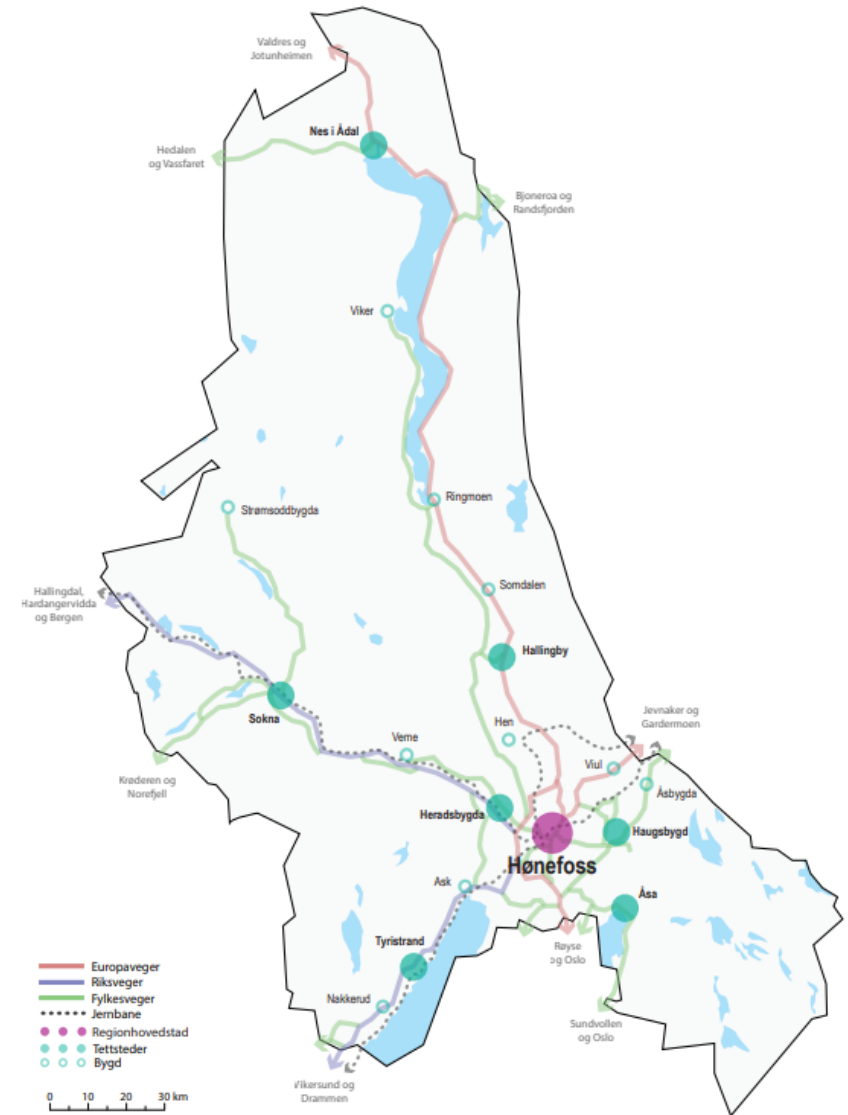 Valdres og
Jotunheimen
Nes i Ådal
Hedalen
og Vassfaret
Bjoneroa og
Randsfjorden
Viker
Ringmoen
Strømsoddbygda
Somdalen
Hallingdal,
Hardangervidda
og Bergen
Hallingby
Sokna
Jevnaker og
Gardermoen
Hen
Veme
Viul
Krøderen og
Norefjell
Åsbygda
Heradsbygda
Haugsbygd
Hønefoss
Ask
Åsa
Tyristrand
Røyse
og Oslo
Nakkerud
Sundvollen
og Oslo
Vikersund og
Drammen
Europaveger
Riksveger
Fylkesveger
Jernbane
Regionhovedstad
Tettsteder
Bygd
0 10 20 30 km